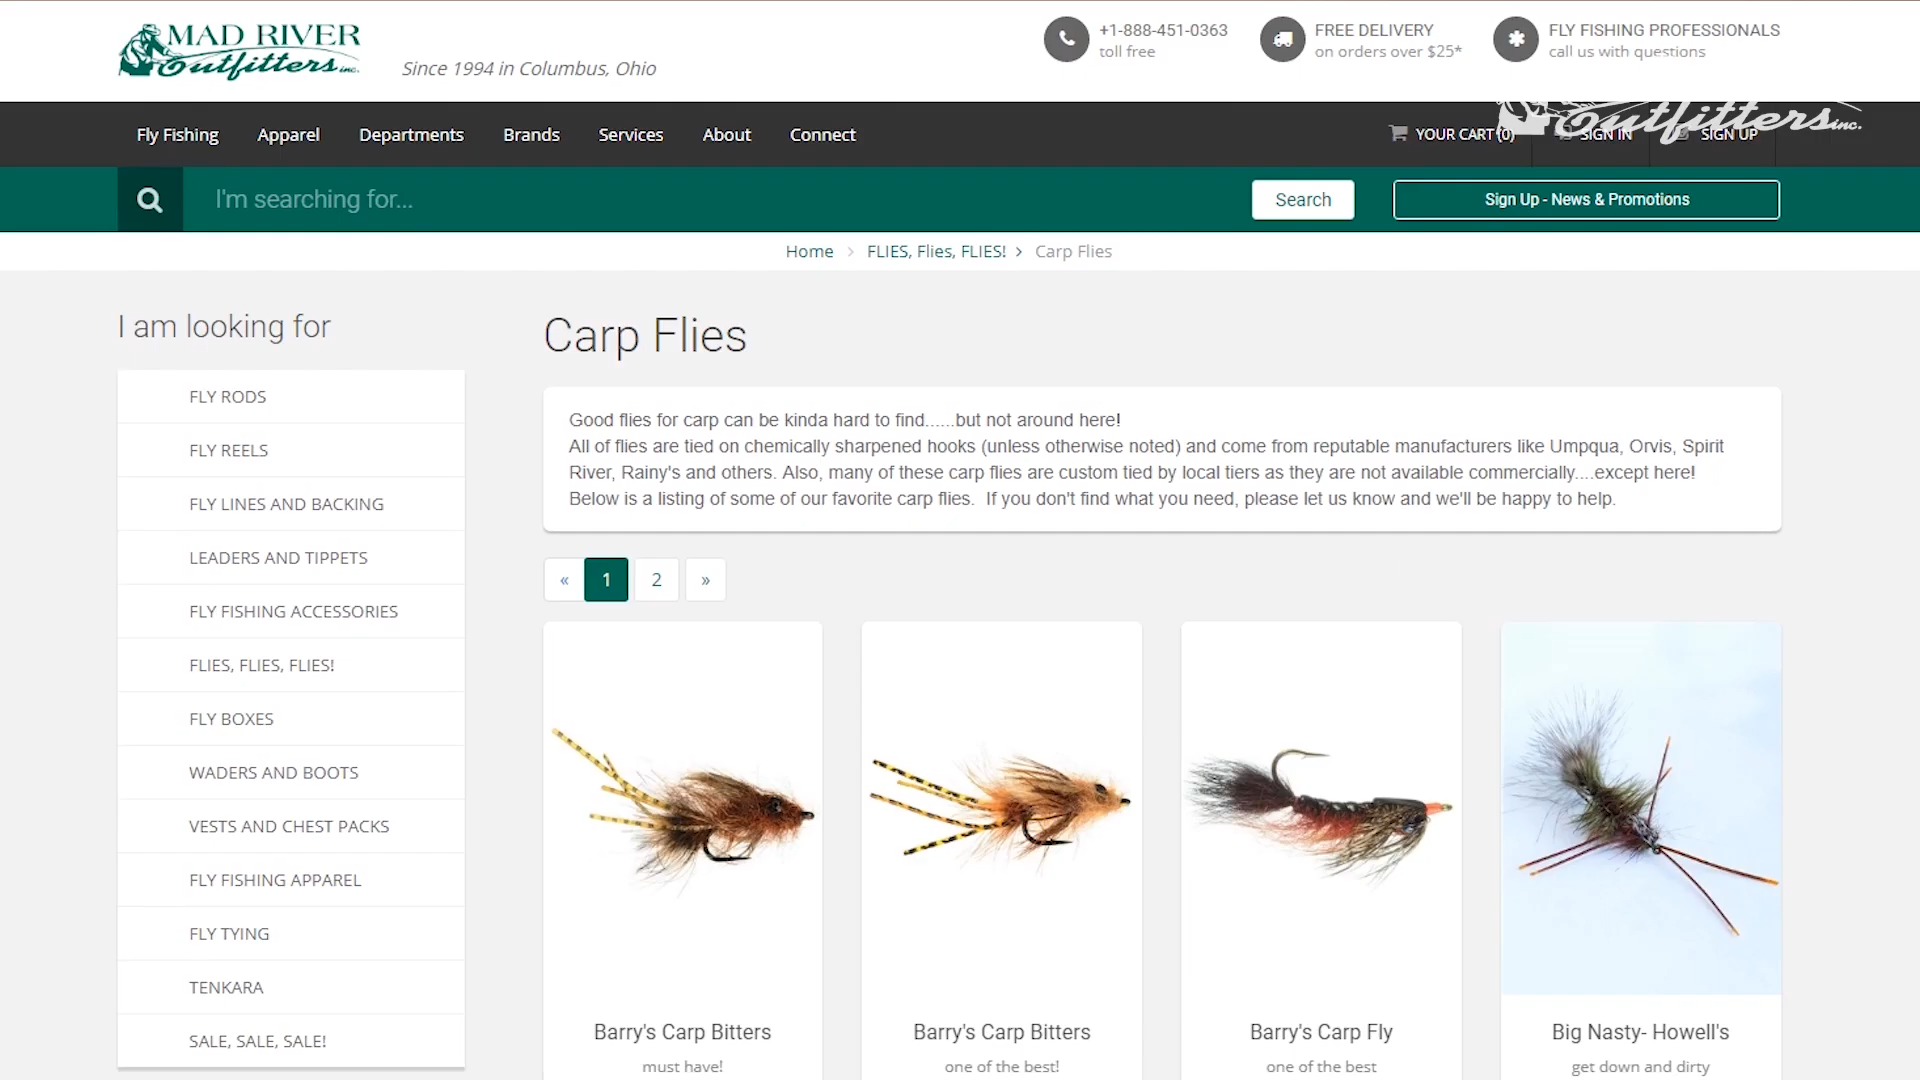 MAD RIVER
Outfitters inc.
Since 1994 in Columbus, Ohio
+1-888-451-0363
toll free
FREE DELIVERY
on orders over $25*
FLY FISHING PROFESSIONALS
call us with questions
Fly Fishing
Apparel
Departments
Brands
Services
About
Connect
YOUR CART (0)
SIGN IN
SIGN UP
Outfitters inc.
I'm searching for...
Search
Sign Up - News & Promotions
Home > FLIES, Flies, FLIES! > Carp Flies
I am looking for
FLY RODS
FLY REELS
FLY LINES AND BACKING
LEADERS AND TIPPETS
FLY FISHING ACCESSORIES
FLIES, FLIES, FLIES!
FLY BOXES
WADERS AND BOOTS
VESTS AND CHEST PACKS
FLY FISHING APPAREL
FLY TYING
TENKARA
SALE, SALE, SALE!
Carp Flies
Good flies for carp can be kinda hard to find......but not around here!
All of flies are tied on chemically sharpened hooks (unless otherwise noted) and come from reputable manufacturers like Umpqua, Orvis, Spirit
River, Rainy's and others. Also, many of these carp flies are custom tied by local tiers as they are not available commercially....except here!
Below is a listing of some of our favorite carp flies.  If you don't find what you need, please let us know and we'll be happy to help.
« 1 2 »
Barry's Carp Bitters
must have!
Barry's Carp Bitters
one of the best!
Barry's Carp Fly
one of the best
Big Nasty- Howell's
get down and dirty